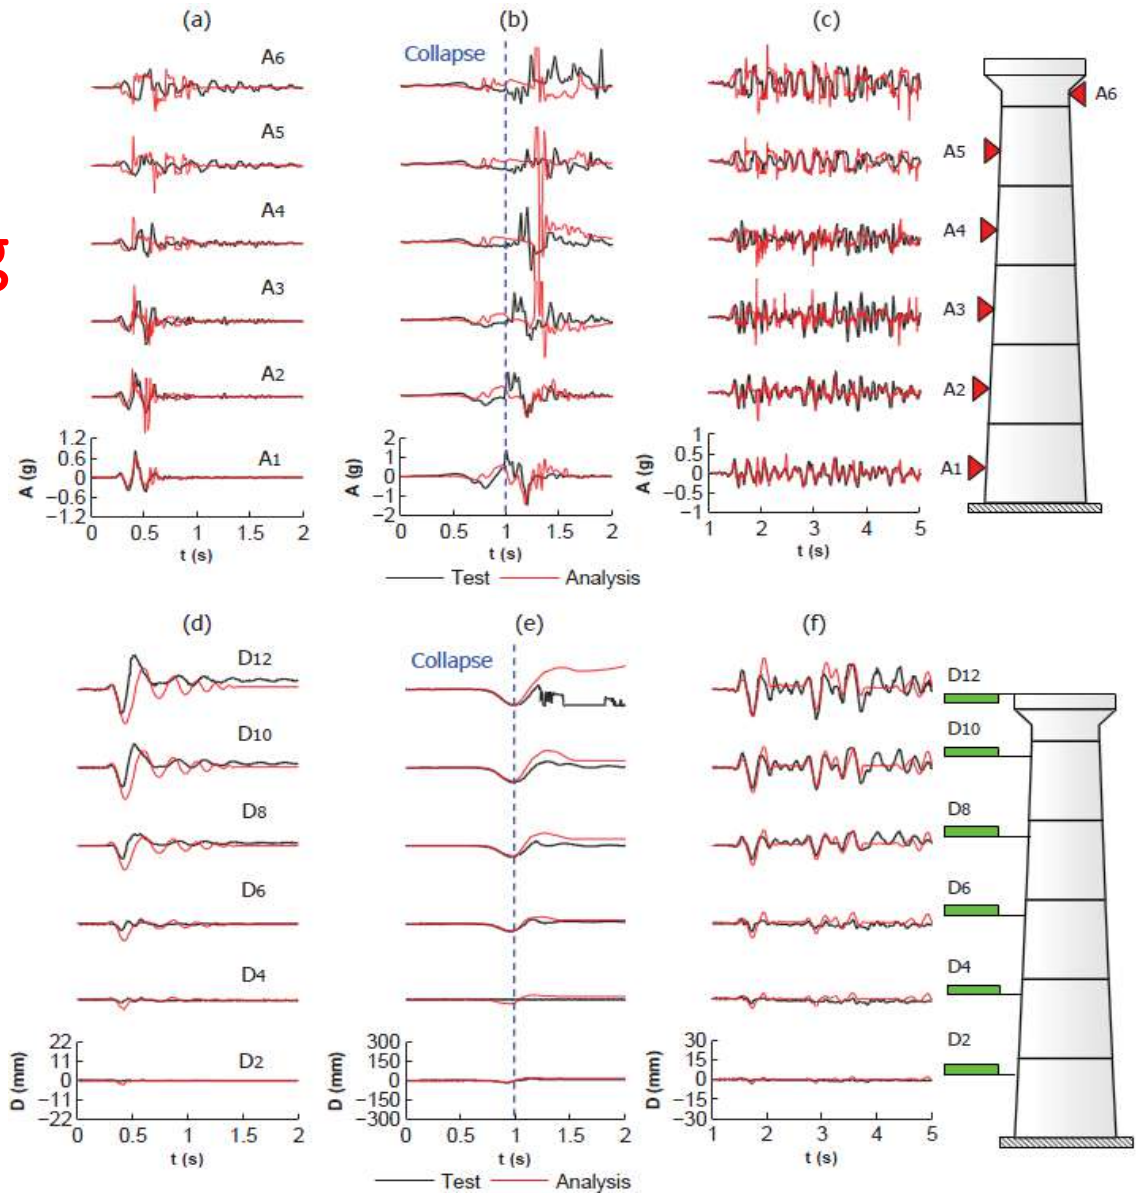 (a) (b) (c)
Collapse
A6
A5
A4
A3
A2
A1
A6
A5
A4
A3
A2
A1
g
A (g)
1.2
0.6
0
−0.6
−1.2
0 0.5 1 1.5 2
t (s)
A (g)
2
1
0
−1
−2
0 0.5 1 1.5 2
t (s)
A (g)
1
0.5
0
−0.5
−1
1 2 3 4 5
t (s)
Test Analysis
(d) (e) (f)
Collapse
D12
D10
D8
D6
D4
D2
D12
D10
D8
D6
D4
D2
D (mm)
22
11
0
−11
−22
0 0.5 1 1.5 2
t (s)
D (mm)
300
150
0
−150
−300
0 0.5 1 1.5 2
t (s)
D (mm)
30
15
0
−15
−30
1 2 3 4 5
t (s)
Test Analysis